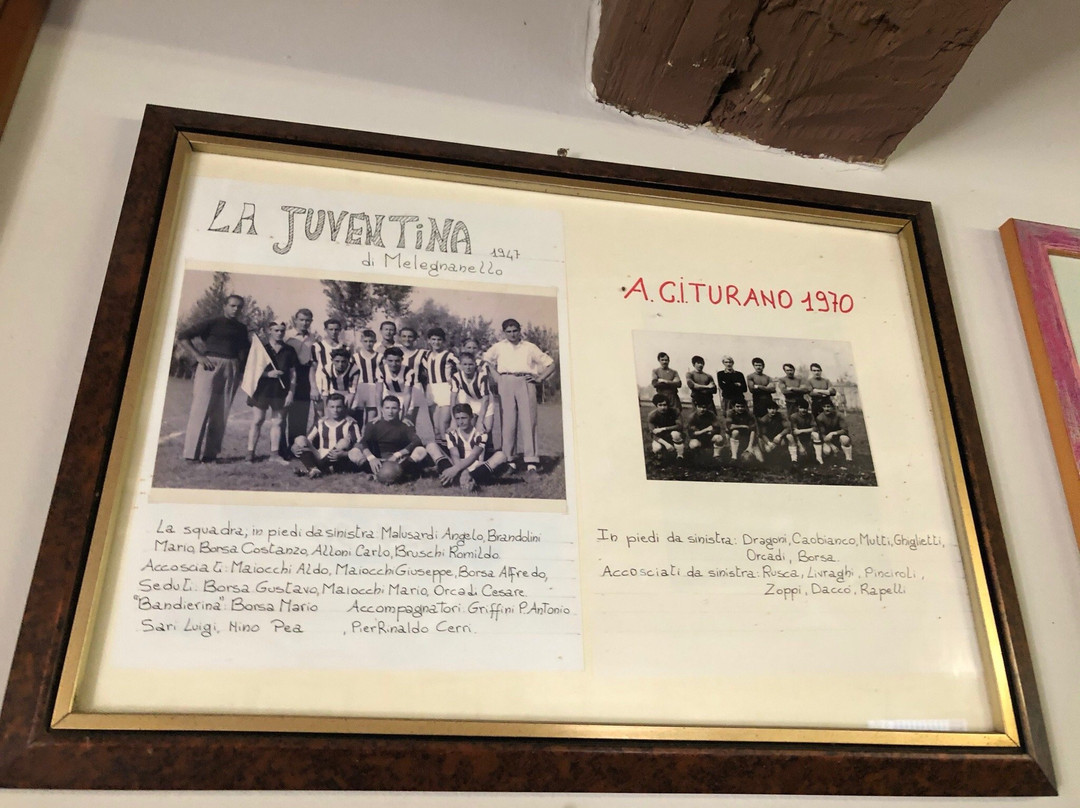 LA JUVENTINA 1947
di Melegnanello
La squadra; in piedi da sinistra: Malusardi Angelo, Brandolini
Mario, Borsa Costanzo, Alloni Carlo, Bruschi Romildo.
Accosciati: Maiocchi Aldo, Maiocchi Giuseppe, Borsa Alfredo,
Seduti: Borsa Gustavo, Maiocchi Mario, Orcadi Cesare.
"Bandierina": Borsa Mario Accompagnatori: Griffini P. Antonio
Sari Luigi, Nino Pea , Pier Rinaldo Cerri.
A.C. TURANO 1970
In piedi da sinistra: Dragoni, Caobianco, Multi, Ghiglietti,
Orcadi, Borsa.
Accosciati da sinistra: Rusca, Livraghi, Pinciroli,
Zoppi, Daccò, Rapelli